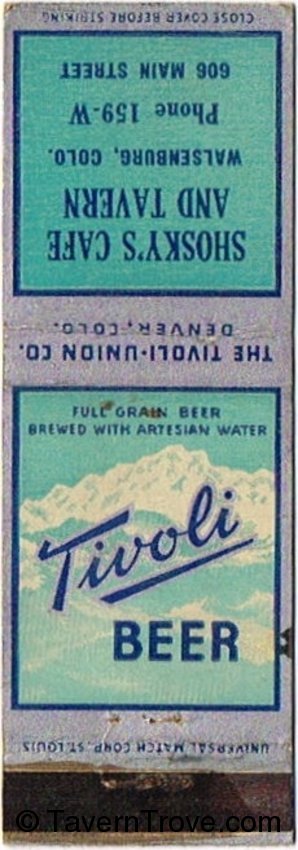 CLOSE COVER BEFORE STRIKING
SHOSKY'S CAFE
AND TAVERN
WALSENBURG, COLO.
Phone 159-W
606 MAIN STREET
THE TIVOLI-UNION CO.
DENVER, COLO.
FULL GRAIN BEER
BREWED WITH ARTESIAN WATER
Tivoli
BEER
UNIVERSAL MATCH CORP. ST. LOUIS
© TavernTrove.com